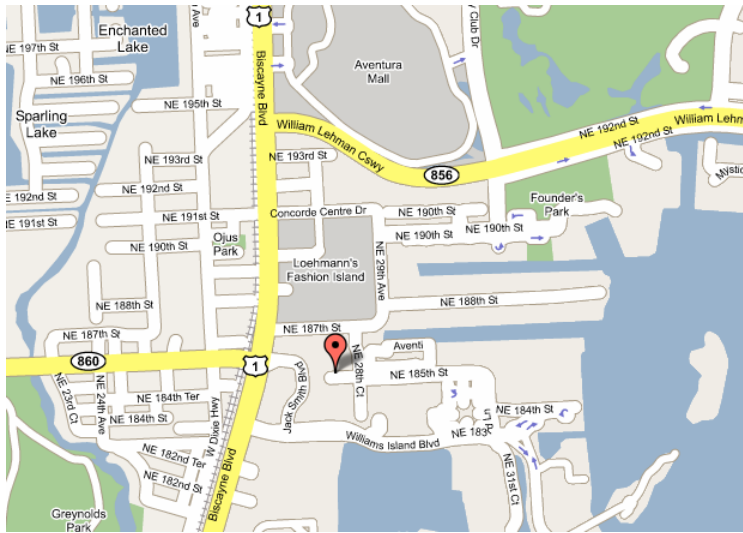 1
Enchanted
Lake
y Ave
Biscayne Blvd
y Club Dr
NE 197th St
Aventura
Mall
NE 196th St
NE 195th St
Sparling
Lake
William Lehman Cswy
NE 192nd St
William Lehm
NE 192nd St
NE 193rd St
NE 193rd St
856
Mystic
NE 192nd St
NE 192nd St
Founder's
Park
NE 191st St
Concorde Centre Dr
NE 190th St
NE 191st St
NE 190th St
NE 190th St
NE 190th St
Ojus
Park
Loehmann's
Fashion Island
NE 29th Ave
NE 188th St
NE 188th St
NE 187th St
NE 187th St
Aventi
860
1
NE 28th Ct
NE 185th St
Jack Smith Blvd
NE 23rd Ct
NE 24th Ave
NE 184th Ter
W Dixie Hwy
NE 184th St
NE 184th St
Williams Island Blvd
NE 183
NE 182nd Ter
Biscayne Blvd
NE 31st Ct
NE 182nd St
Greynolds
Park